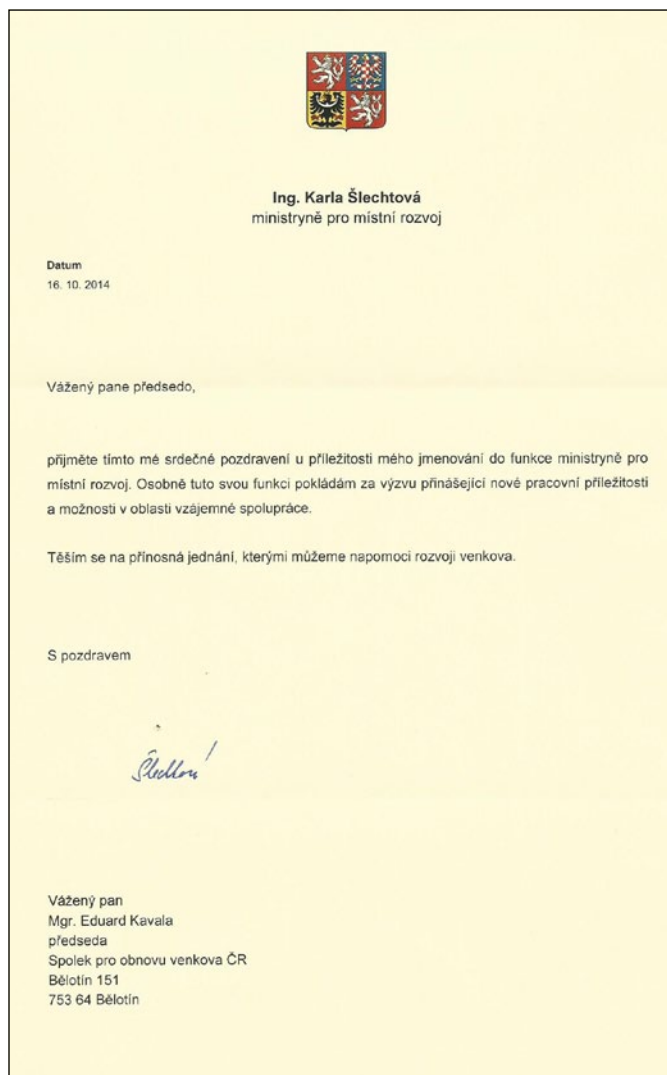 Ing. Karla Šlechtová
ministryně pro místní rozvoj
Datum
16. 10. 2014
Vážený pane předsedo,
přijměte tímto mé srdečné pozdravení u příležitosti mého jmenování do funkce ministryně pro
místní rozvoj. Osobně tuto svou funkci pokládám za výzvu přinášející nové pracovní příležitosti
a možnosti v oblasti vzájemné spolupráce.
Těším se na přínosná jednání, kterými můžeme napomoci rozvoji venkova.
S pozdravem
Vážený pan
Mgr. Eduard Kavala
předseda
Spolek pro obnovu venkova ČR
Bělotín 151
753 64 Bělotín